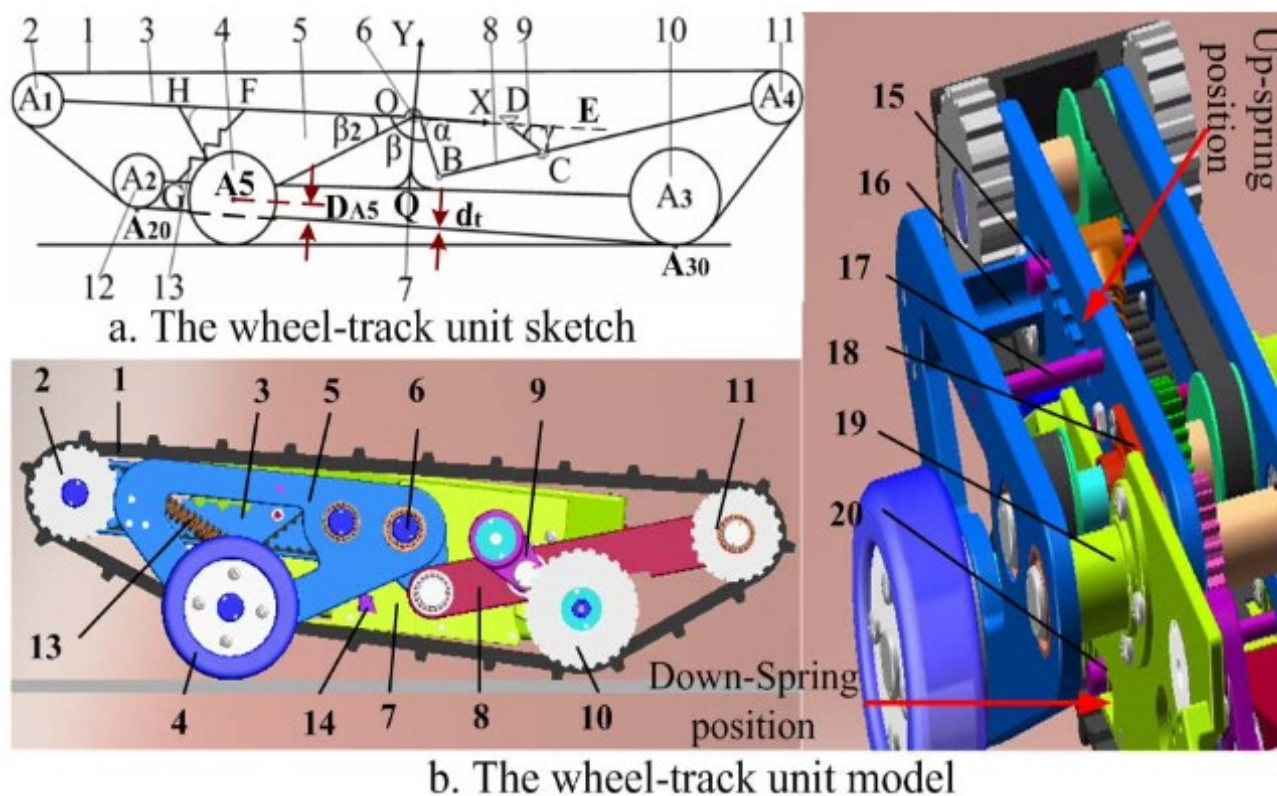 2 1 3 4 5 6 Y 8 9 10 11
A1 H F O X D E A4
β2 β α γ
B C
A2 G A5 A3
DA5 Q dt
A20 A30
12 13 7
a. The wheel-track unit sketch
2 1 3 5 6 9 11
13 4 14 7 8 10
Up-spring
position
15
16
17
18
19
20
Down-Spring
position
b. The wheel-track unit model